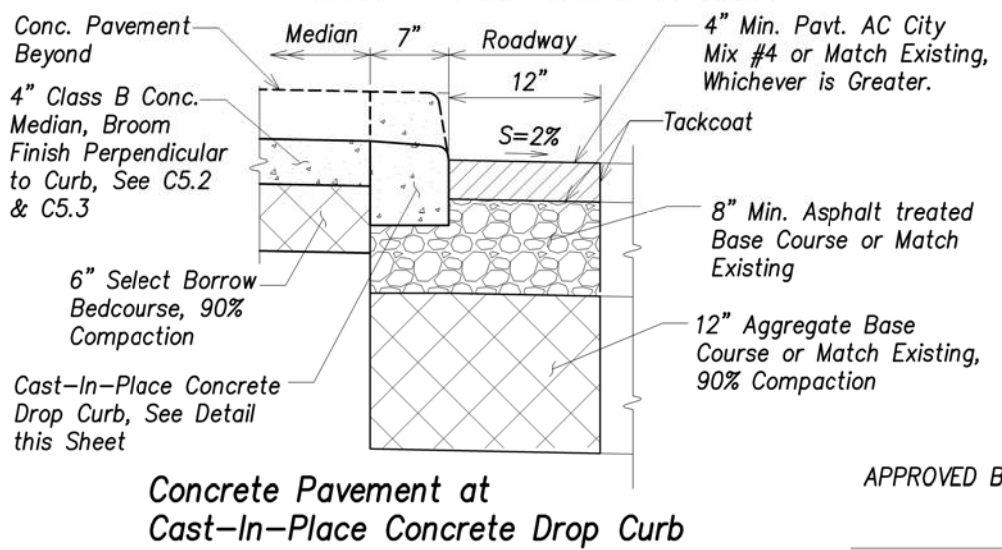 Conc. Pavement
Beyond
Median
7"
Roadway
4" Min. Pavt. AC City
Mix #4 or Match Existing,
Whichever is Greater.
4" Class B Conc.
Median, Broom
Finish Perpendicular
to Curb, See C5.2
& C5.3
12"
S=2%
Tackcoat
8" Min. Asphalt treated
Base Course or Match
Existing
6" Select Borrow
Bedcourse, 90%
Compaction
12" Aggregate Base
Course or Match Existing,
90% Compaction
Cast-In-Place Concrete
Drop Curb, See Detail
this Sheet
Concrete Pavement at
Cast-In-Place Concrete Drop Curb
APPROVED B